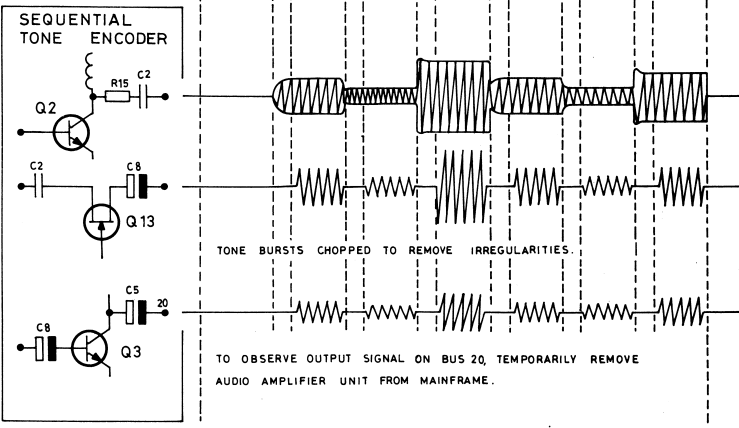 SEQUENTIAL
TONE ENCODER
R15
C2
Q2
C2
C8
Q13
TONE BURSTS CHOPPED TO REMOVE IRREGULARITIES.
C5
20
C8
Q3
TO OBSERVE OUTPUT SIGNAL ON BUS 20, TEMPORARILY REMOVE
AUDIO AMPLIFIER UNIT FROM MAINFRAME.